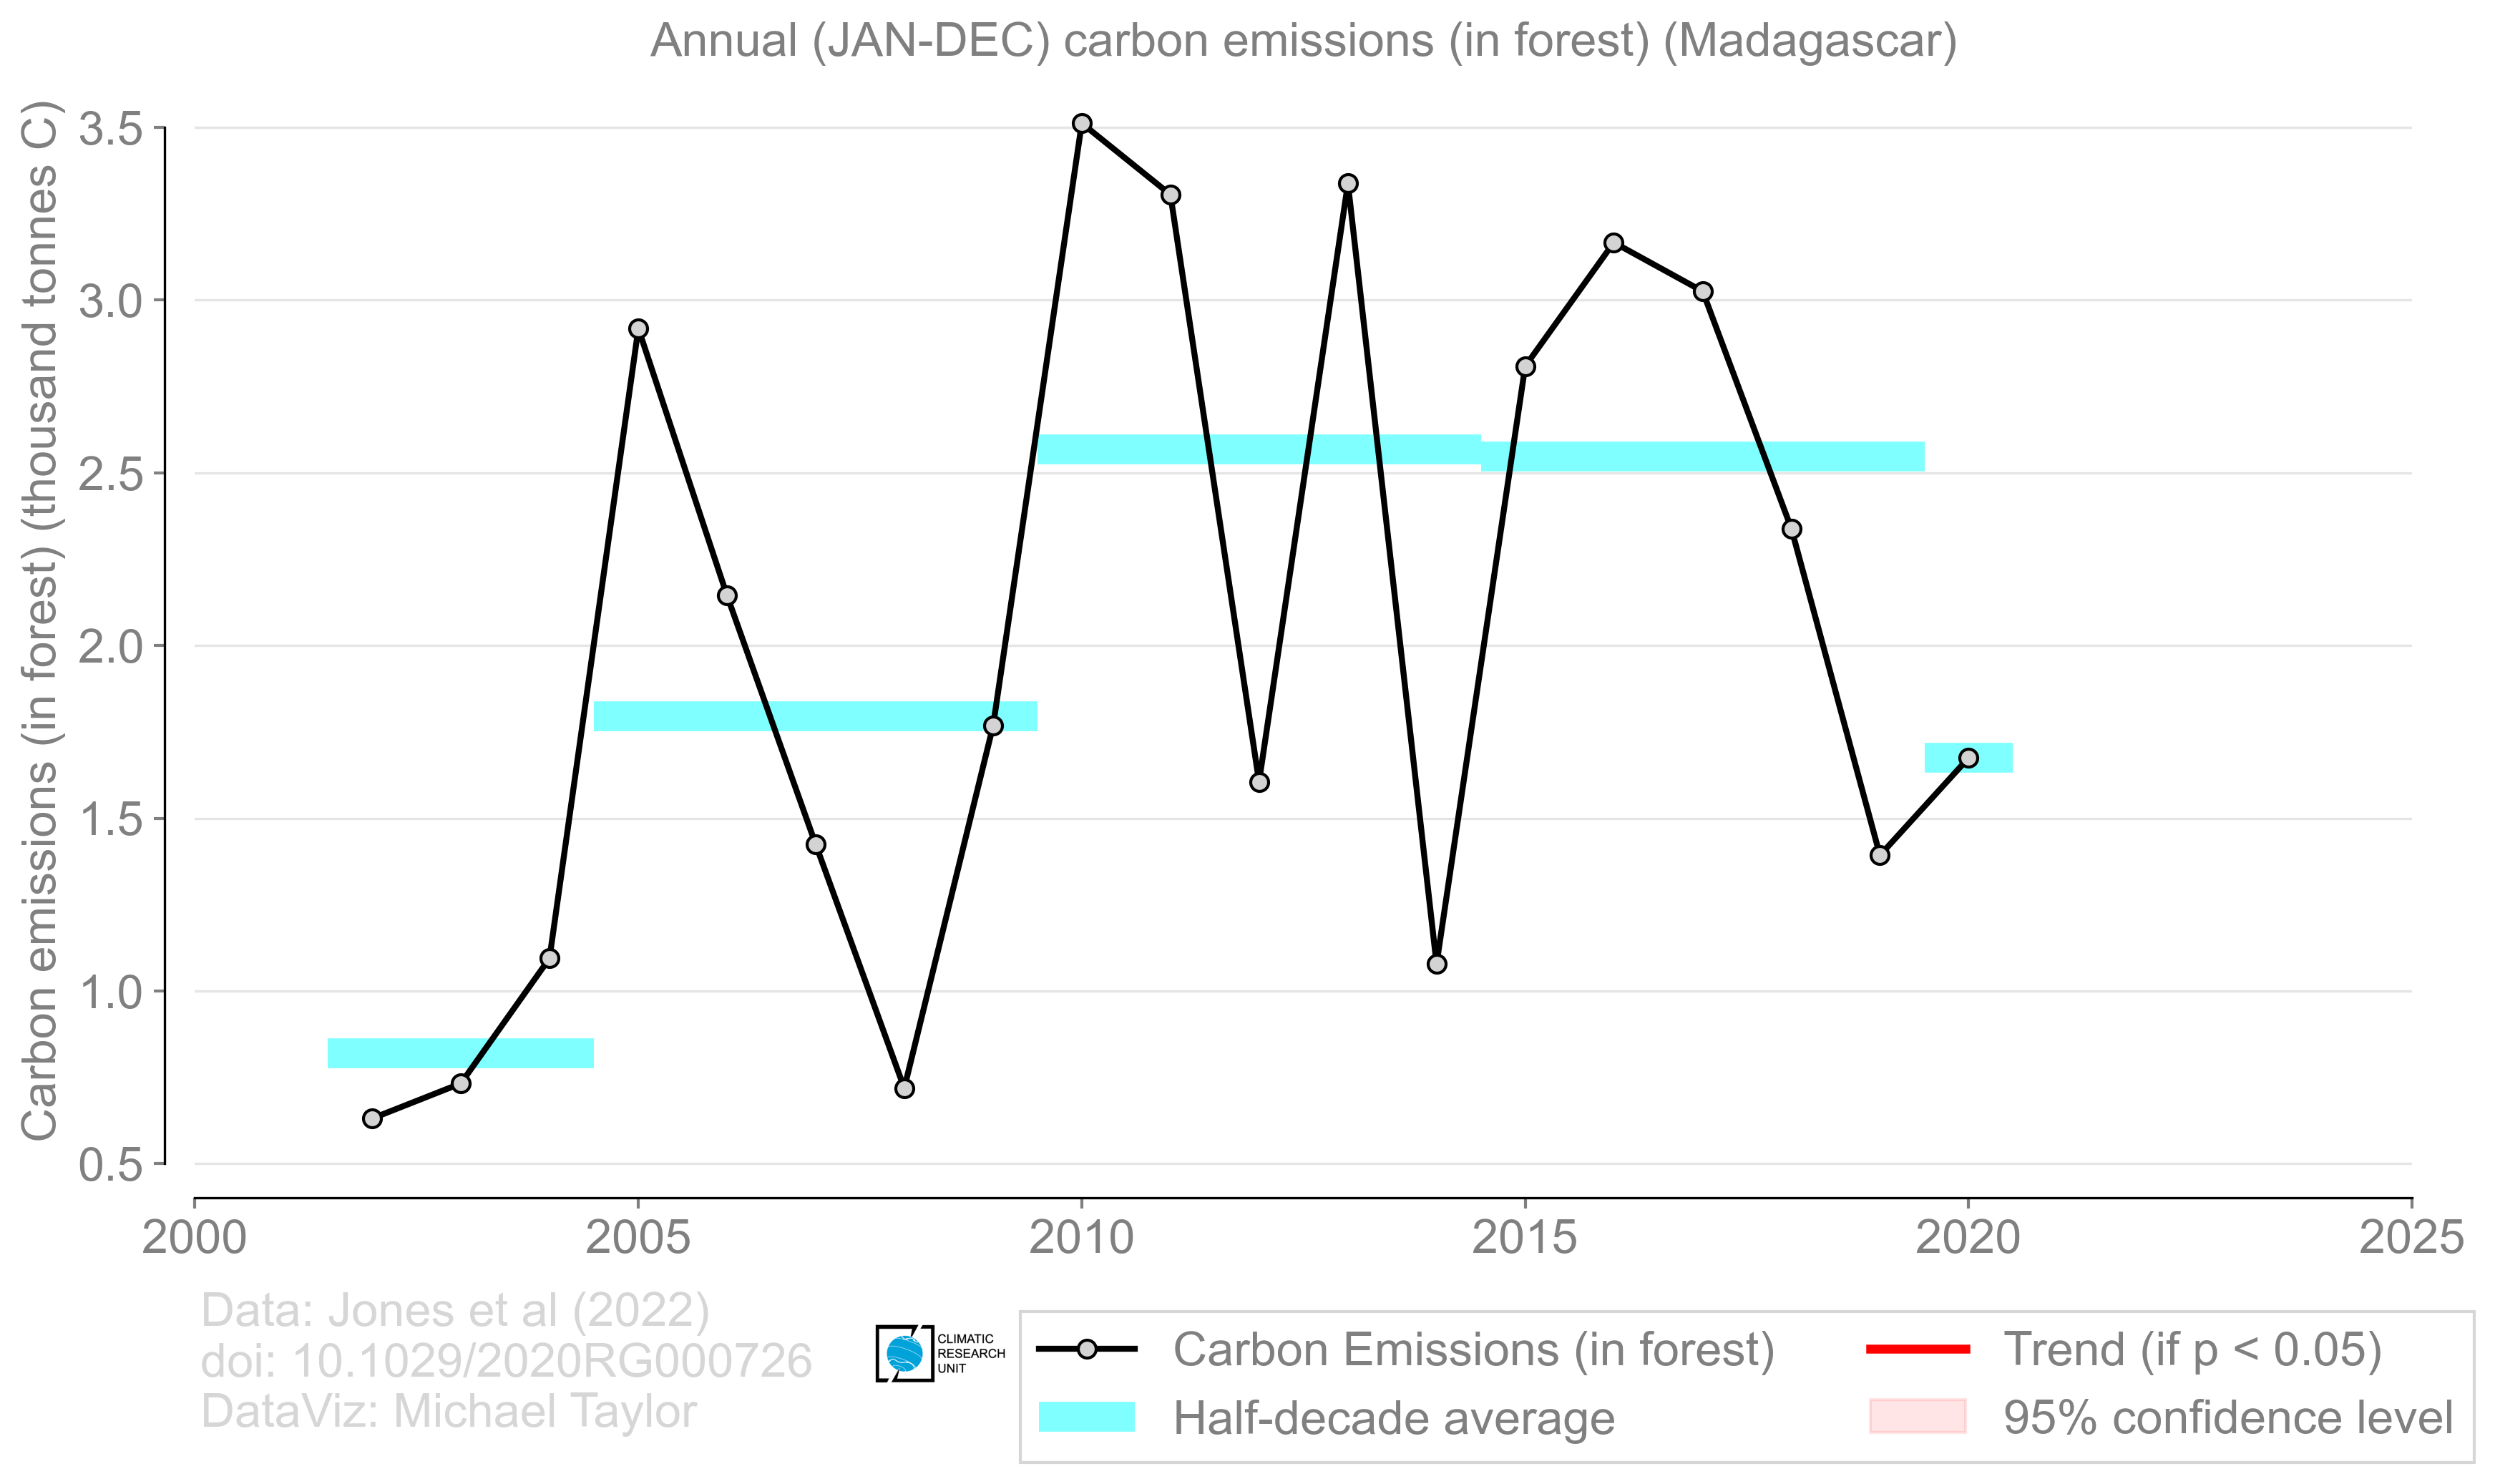 Annual (JAN-DEC) carbon emissions (in forest) (Madagascar)
Carbon emissions (in forest) (thousand tonnes C)
3.5
3.0
2.5
2.0
1.5
1.0
0.5
2000
2005
2010
2015
2020
2025
Data: Jones et al (2022)
doi: 10.1029/2020RG000726
DataViz: Michael Taylor
CLIMATIC
RESEARCH
UNIT
Carbon Emissions (in forest)
Half-decade average
Trend (if p < 0.05)
95% confidence level